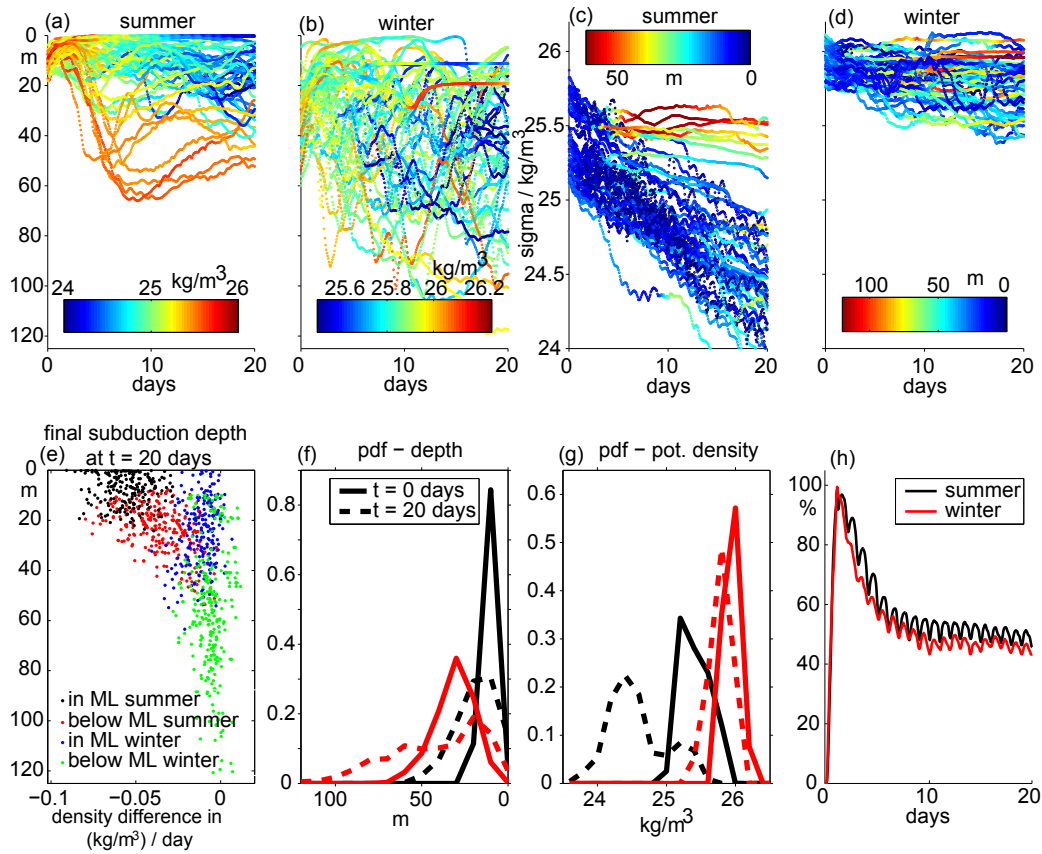 (a) summer
0
m
20
40
60
80
100
120
24 25 kg/m³ 26
0 10 20
days
(b) winter
kg/m³
25.6 25.8 26 26.2
0 10 20
days
(c) summer
26
25.5
25
24.5
24
sigma / kg/m³
50 m 0
0 5 10 15 20
days
(d) winter
100 50 m 0
0 5 10 15 20
days
final subduction depth
(e) at t = 20 days
0
m
20
40
60
80
100
120
in ML summer
below ML summer
in ML winter
below ML winter
−0.1 −0.05 0
density difference in
(kg/m³) / day
(f) pdf − depth
t = 0 days
t = 20 days
0.8
0.6
0.4
0.2
0
100 50 0
m
(g) pdf − pot. density
0.6
0.5
0.4
0.3
0.2
0.1
0
24 25 26
kg/m³
(h)
summer
winter
100
%
80
60
40
20
0
0 10 20
days